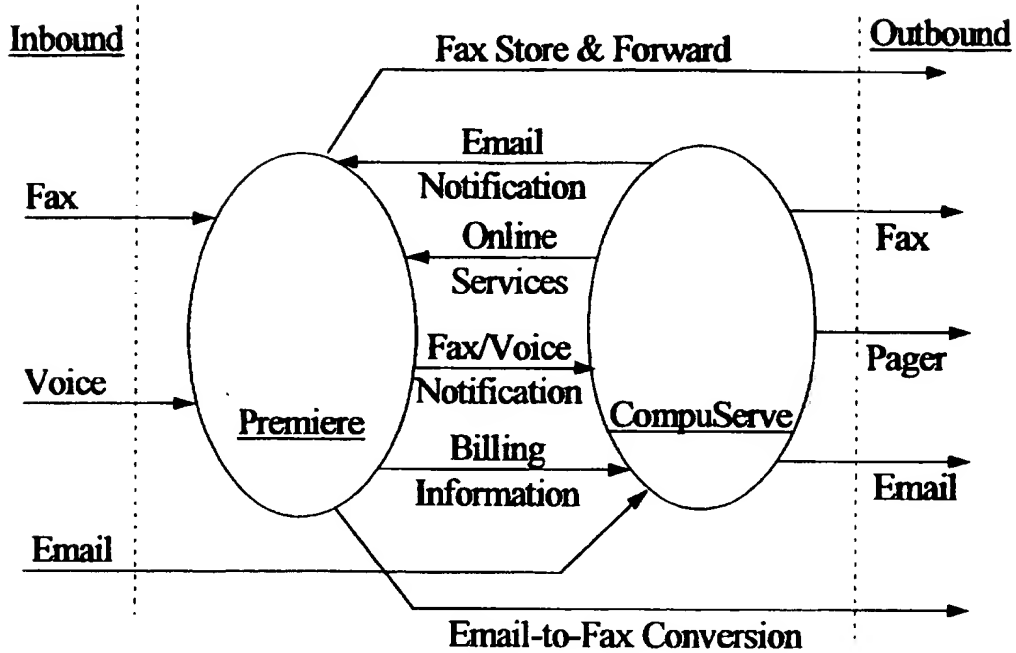 Inbound
Outbound
Fax Store & Forward
Email
Notification
Fax
Fax
Online
Services
Fax/Voice
Notification
Pager
Voice
Premiere
CompuServe
Billing
Information
Email
Email
Email-to-Fax Conversion